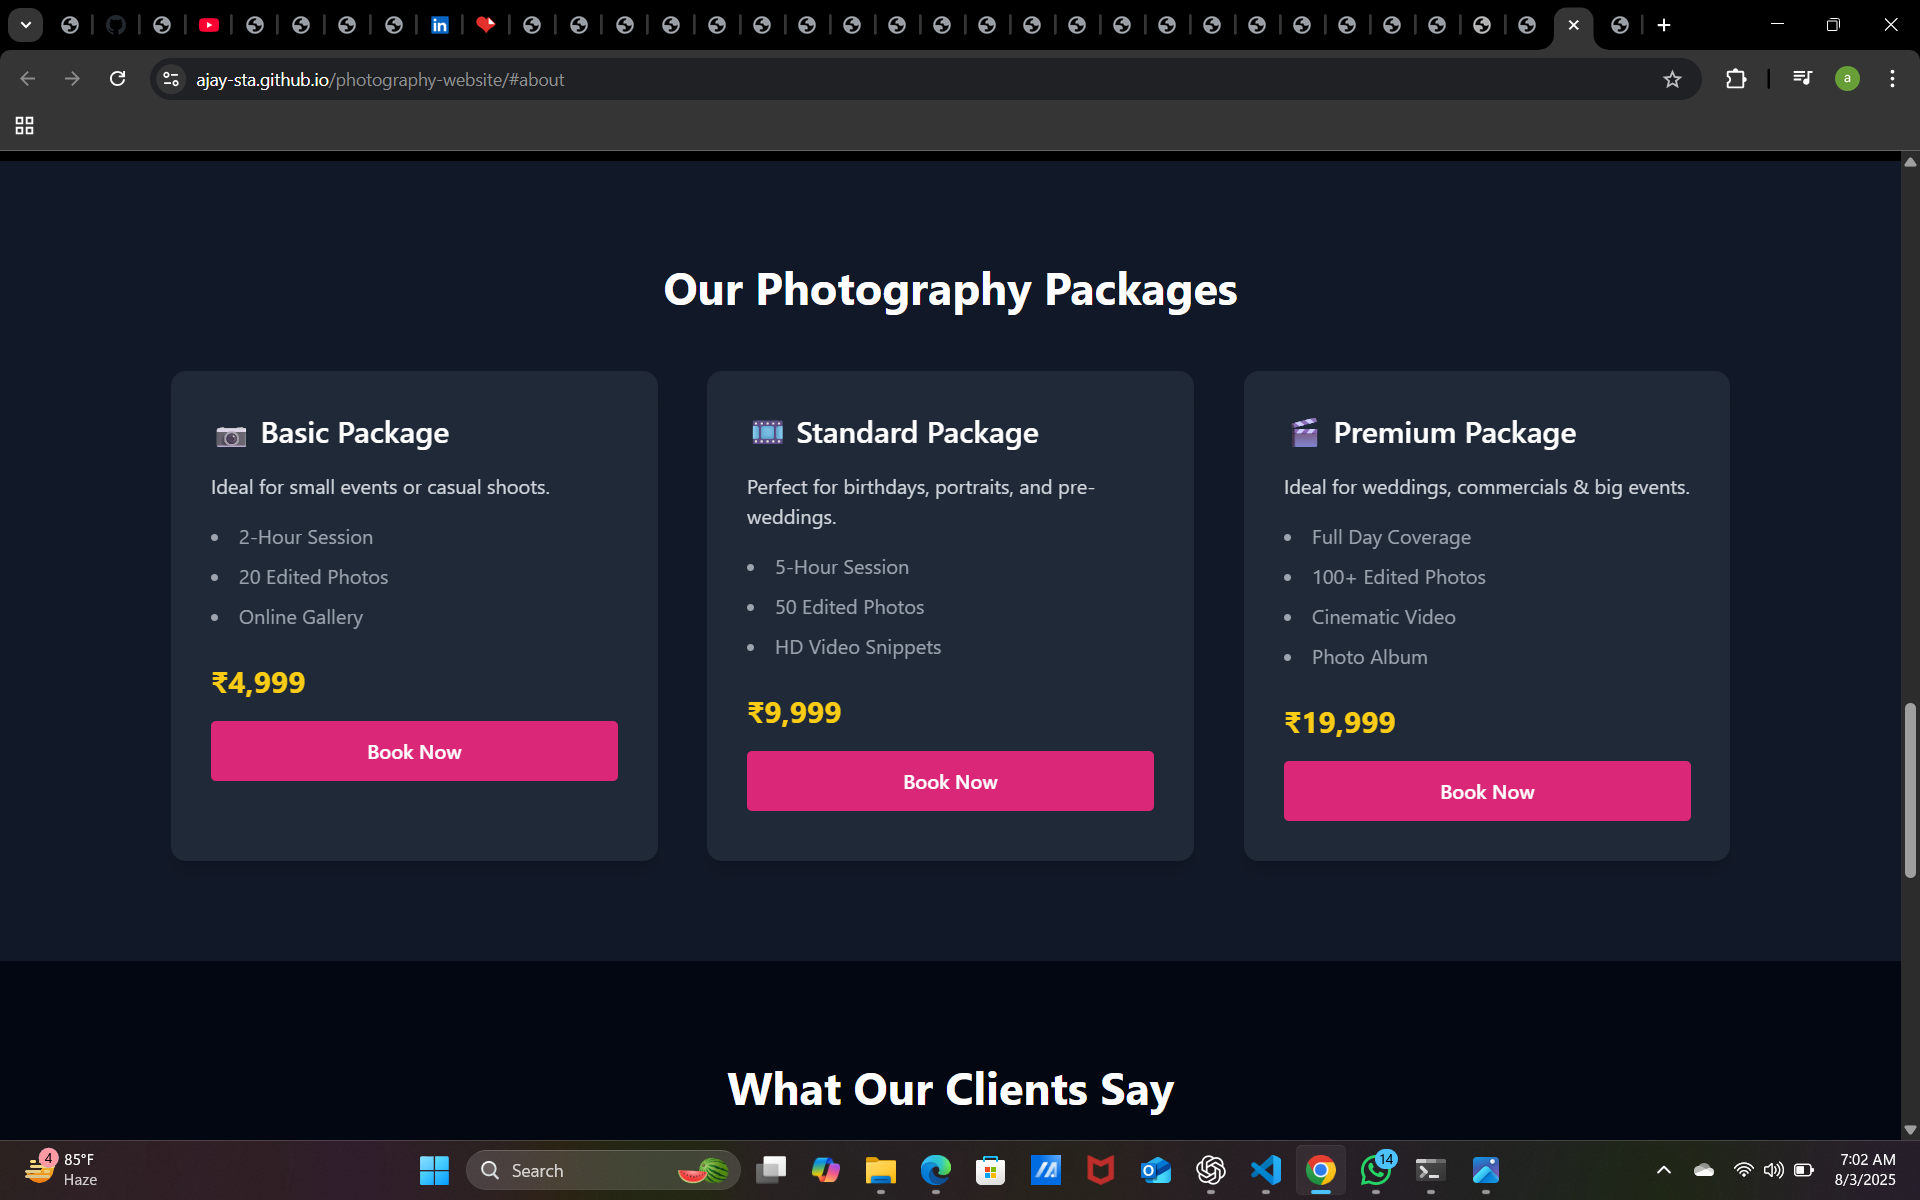 in
ajay-sta.github.io/photography-website/#about
a
Our Photography Packages
Basic Package
Ideal for small events or casual shoots.
2-Hour Session
20 Edited Photos
Online Gallery
₹4,999
Book Now
Standard Package
Perfect for birthdays, portraits, and pre-
weddings.
5-Hour Session
50 Edited Photos
HD Video Snippets
₹9,999
Book Now
Premium Package
Ideal for weddings, commercials & big events.
Full Day Coverage
100+ Edited Photos
Cinematic Video
Photo Album
₹19,999
Book Now
What Our Clients Say
4
85°F
Haze
Search
14
7:02 AM
8/3/2025